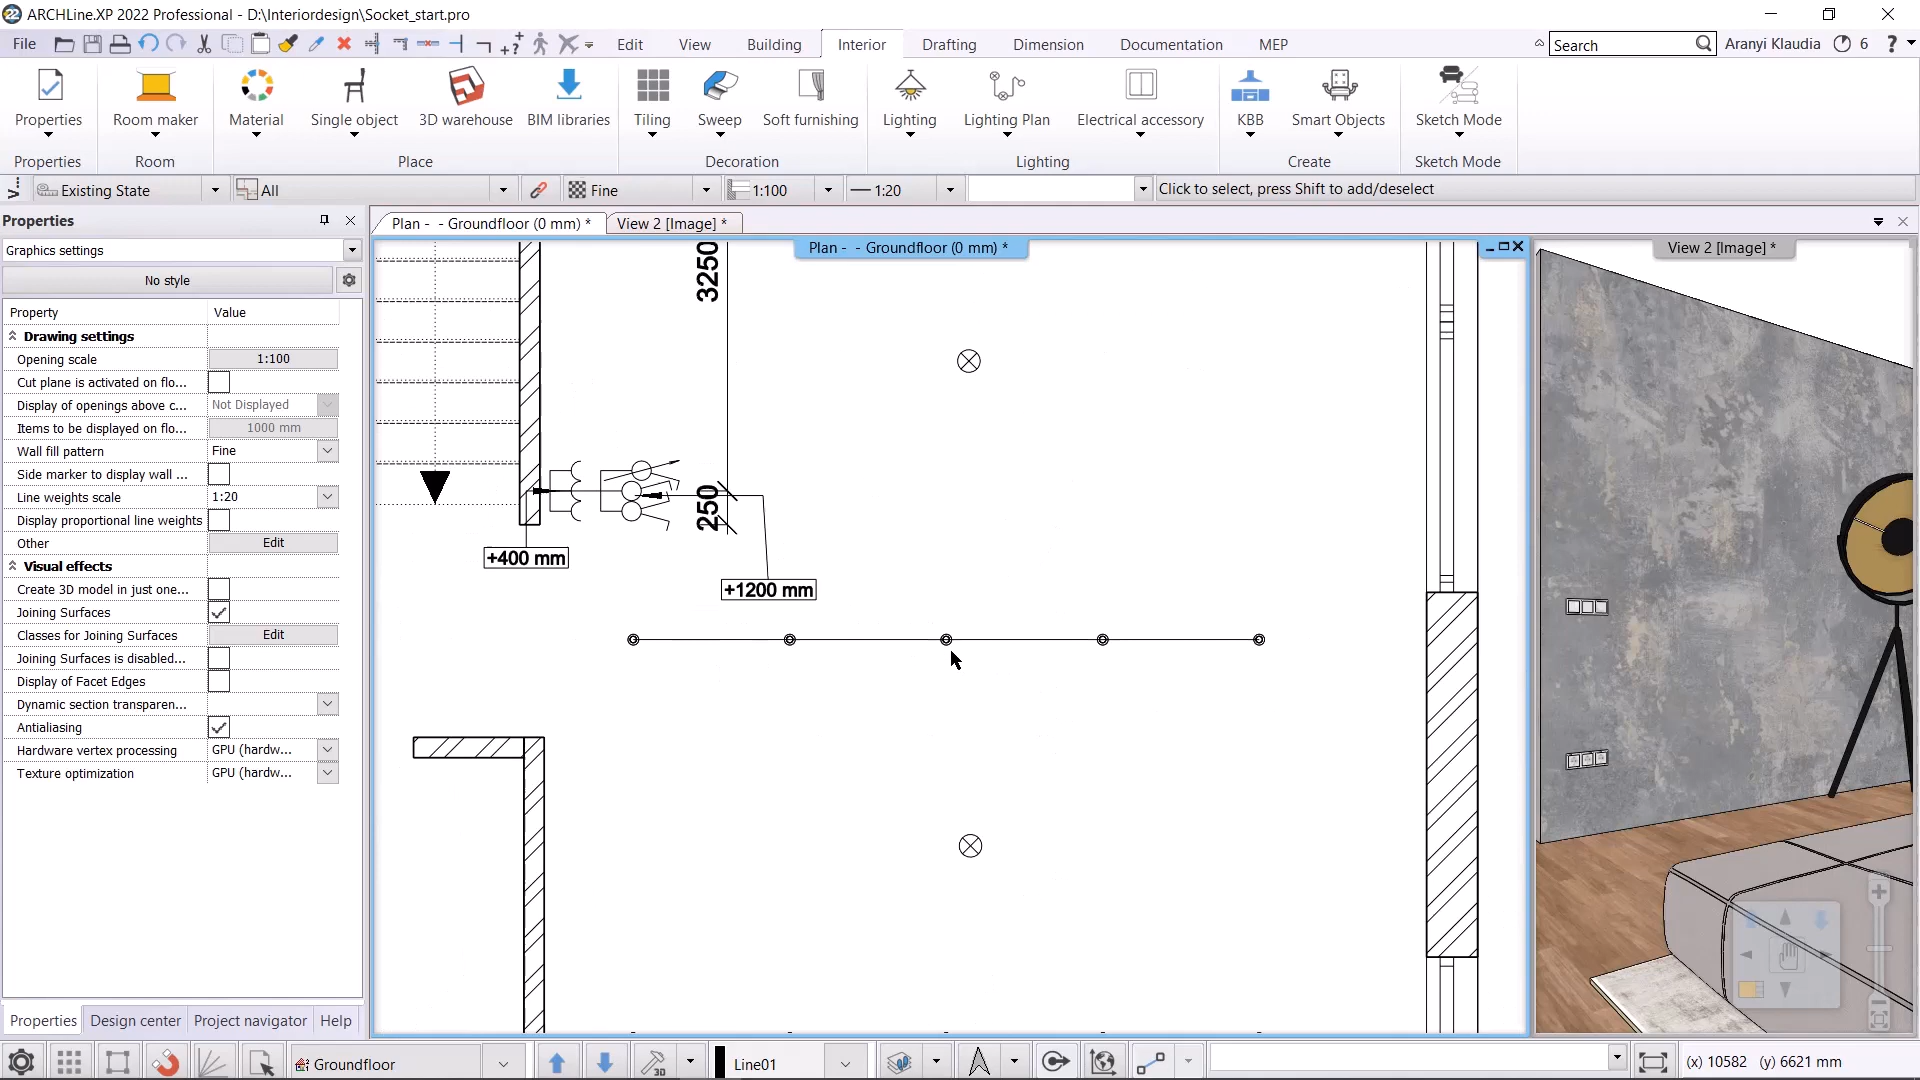 ARCHLine.XP 2022 Professional - D:\Interiordesign\Socket_start.pro
File Edit View Building Interior Drafting Dimension Documentation MEP Search Aranyi Klaudia 6 ?
Properties Room maker Material Single object 3D warehouse BIM libraries Tiling Sweep Soft furnishing Lighting Lighting Plan Electrical accessory KBB Smart Objects Sketch Mode
Properties Room Place Decoration Lighting Create Sketch Mode
Existing State All Fine 1:100 1:20 Click to select, press Shift to add/deselect
Properties
Plan - - Groundfloor (0 mm) * View 2 [Image] *
Plan - - Groundfloor (0 mm) * View 2 [Image] *
Graphics settings
No style
Property Value
Drawing settings
Opening scale 1:100
Cut plane is activated on flo...
Display of openings above c... Not Displayed
Items to be displayed on flo... 1000 mm
Wall fill pattern Fine
Side marker to display wall ...
Line weights scale 1:20
Display proportional line weights
Other Edit
Visual effects
Create 3D model in just one...
Joining Surfaces
Classes for Joining Surfaces Edit
Joining Surfaces is disabled...
Display of Facet Edges
Dynamic section transparen...
Antialiasing
Hardware vertex processing GPU (hardw...
Texture optimization GPU (hardw...
3250
250
+400 mm
+1200 mm
Properties Design center Project navigator Help
Groundfloor 3D Line01 (x) 10582 (y) 6621 mm